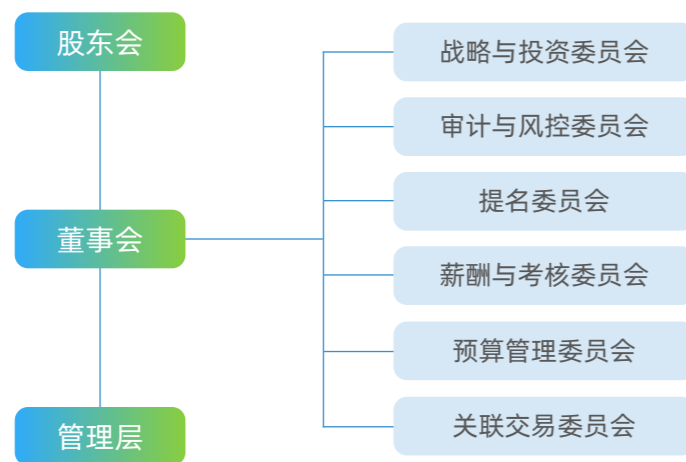 股东会
董事会
管理层
战略与投资委员会
审计与风控委员会
提名委员会
薪酬与考核委员会
预算管理委员会
关联交易委员会